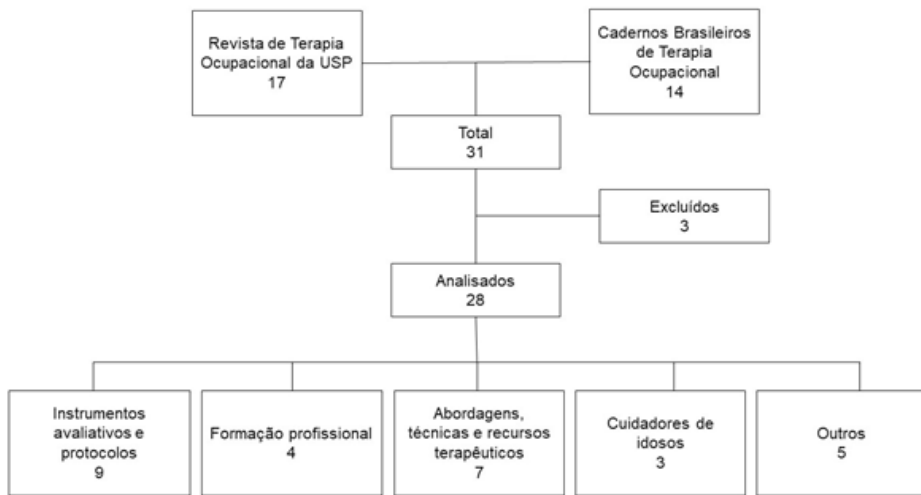 Revista de Terapia
Ocupacional da USP
17
Cadernos Brasileiros
de Terapia
Ocupacional
14
Total
31
Excluídos
3
Analisados
28
Instrumentos
avaliativos e
protocolos
9
Formação profissional
4
Abordagens,
técnicas e recursos
terapêuticos
7
Cuidadores de
idosos
3
Outros
5